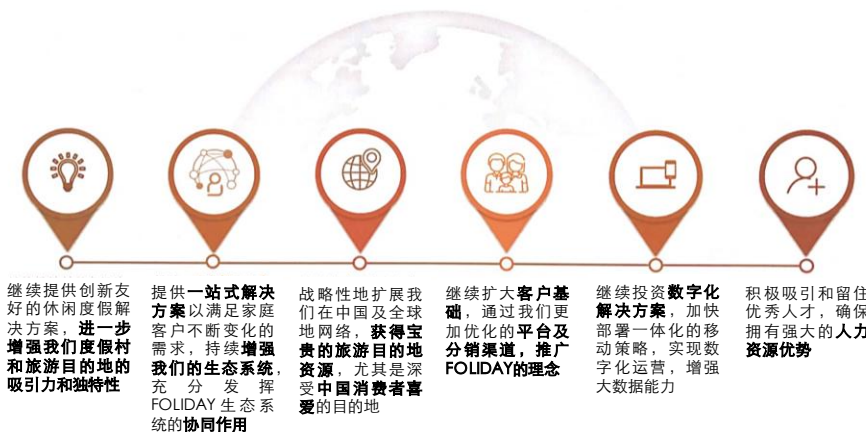 继续提供创新友
好的休闲度假解
决方案，进一步
增强我们度假村
和旅游目的地的
吸引力和独特性
提供一站式解决
方案以满足家庭
客户不断变化的
需求，持续增强
我们的生态系统，
充分发挥
FOLIDAY生态系
统的协同作用
战略性地扩展我
们在中国及全球
地网络，获得宝
贵的旅游目的地
资源，尤其是深
受中国消费者喜
爱的目的地
继续扩大客户基
础，通过我们更
加优化的平台及
分销渠道，推广
FOLIDAY的理念
继续投资数字化
解决方案，加快
部署一体化的移
动策略，实现数
字化运营，增强
大数据能力
积极吸引和留住
优秀人才，确保
拥有强大的人力
资源优势